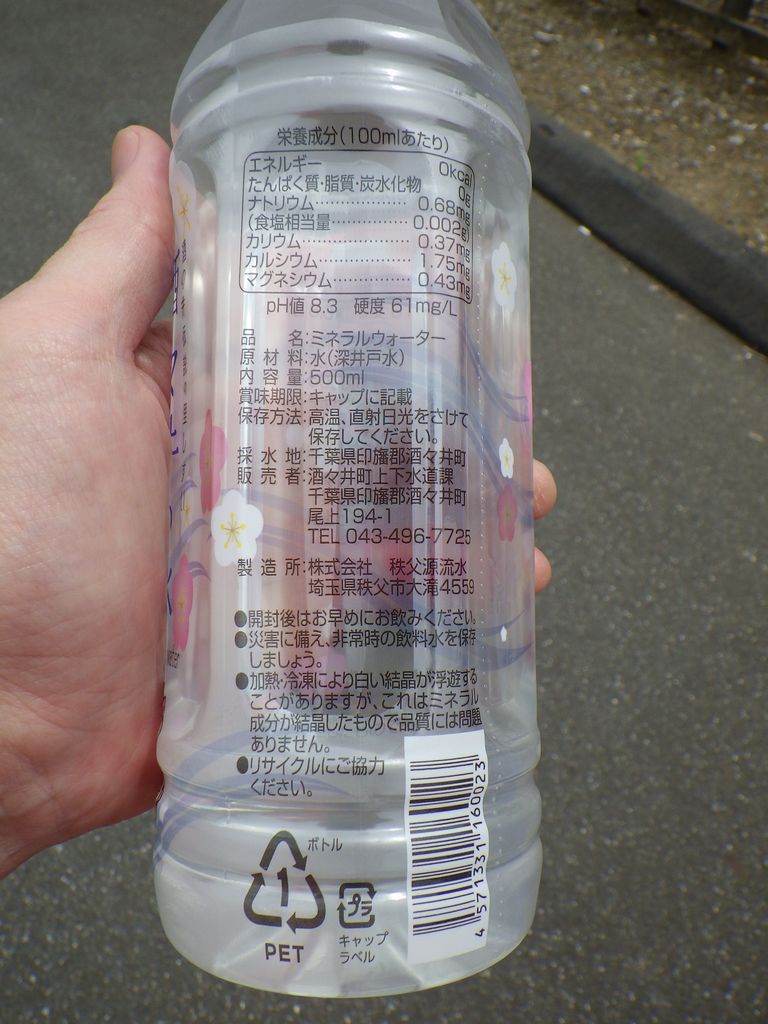 栄養成分(100mlあたり)
エネルギー 0kcal
たんぱく質・脂質・炭水化物 0g
ナトリウム……………… 0.68mg
(食塩相当量…………… 0.002g)
カリウム………………… 0.37mg
カルシウム……………… 1.75mg
マグネシウム…………… 0.43mg
pH値 8.3 硬度 61mg/L
品名:ミネラルウォーター
原材料:水(深井戸水)
内容量:500ml
賞味期限:キャップに記載
保存方法:高温、直射日光をさけて
保存してください。
採水地:千葉県印旛郡酒々井町
販売者:酒々井町上下水道課
千葉県印旛郡酒々井町
尾上194-1
TEL 043-496-7725
製造所:株式会社 秩父源流水
埼玉県秩父市大滝4559
●開封後はお早めにお飲みください。
●災害に備え、非常時の飲料水を保存
しましょう。
●加熱・冷凍により白い結晶が浮遊する
ことがありますが、これはミネラル
成分が結晶したもので品質には問題
ありません。
●リサイクルにご協力
ください。
ボトル
1
PET
プラ
キャップ
ラベル
4 571331 160023